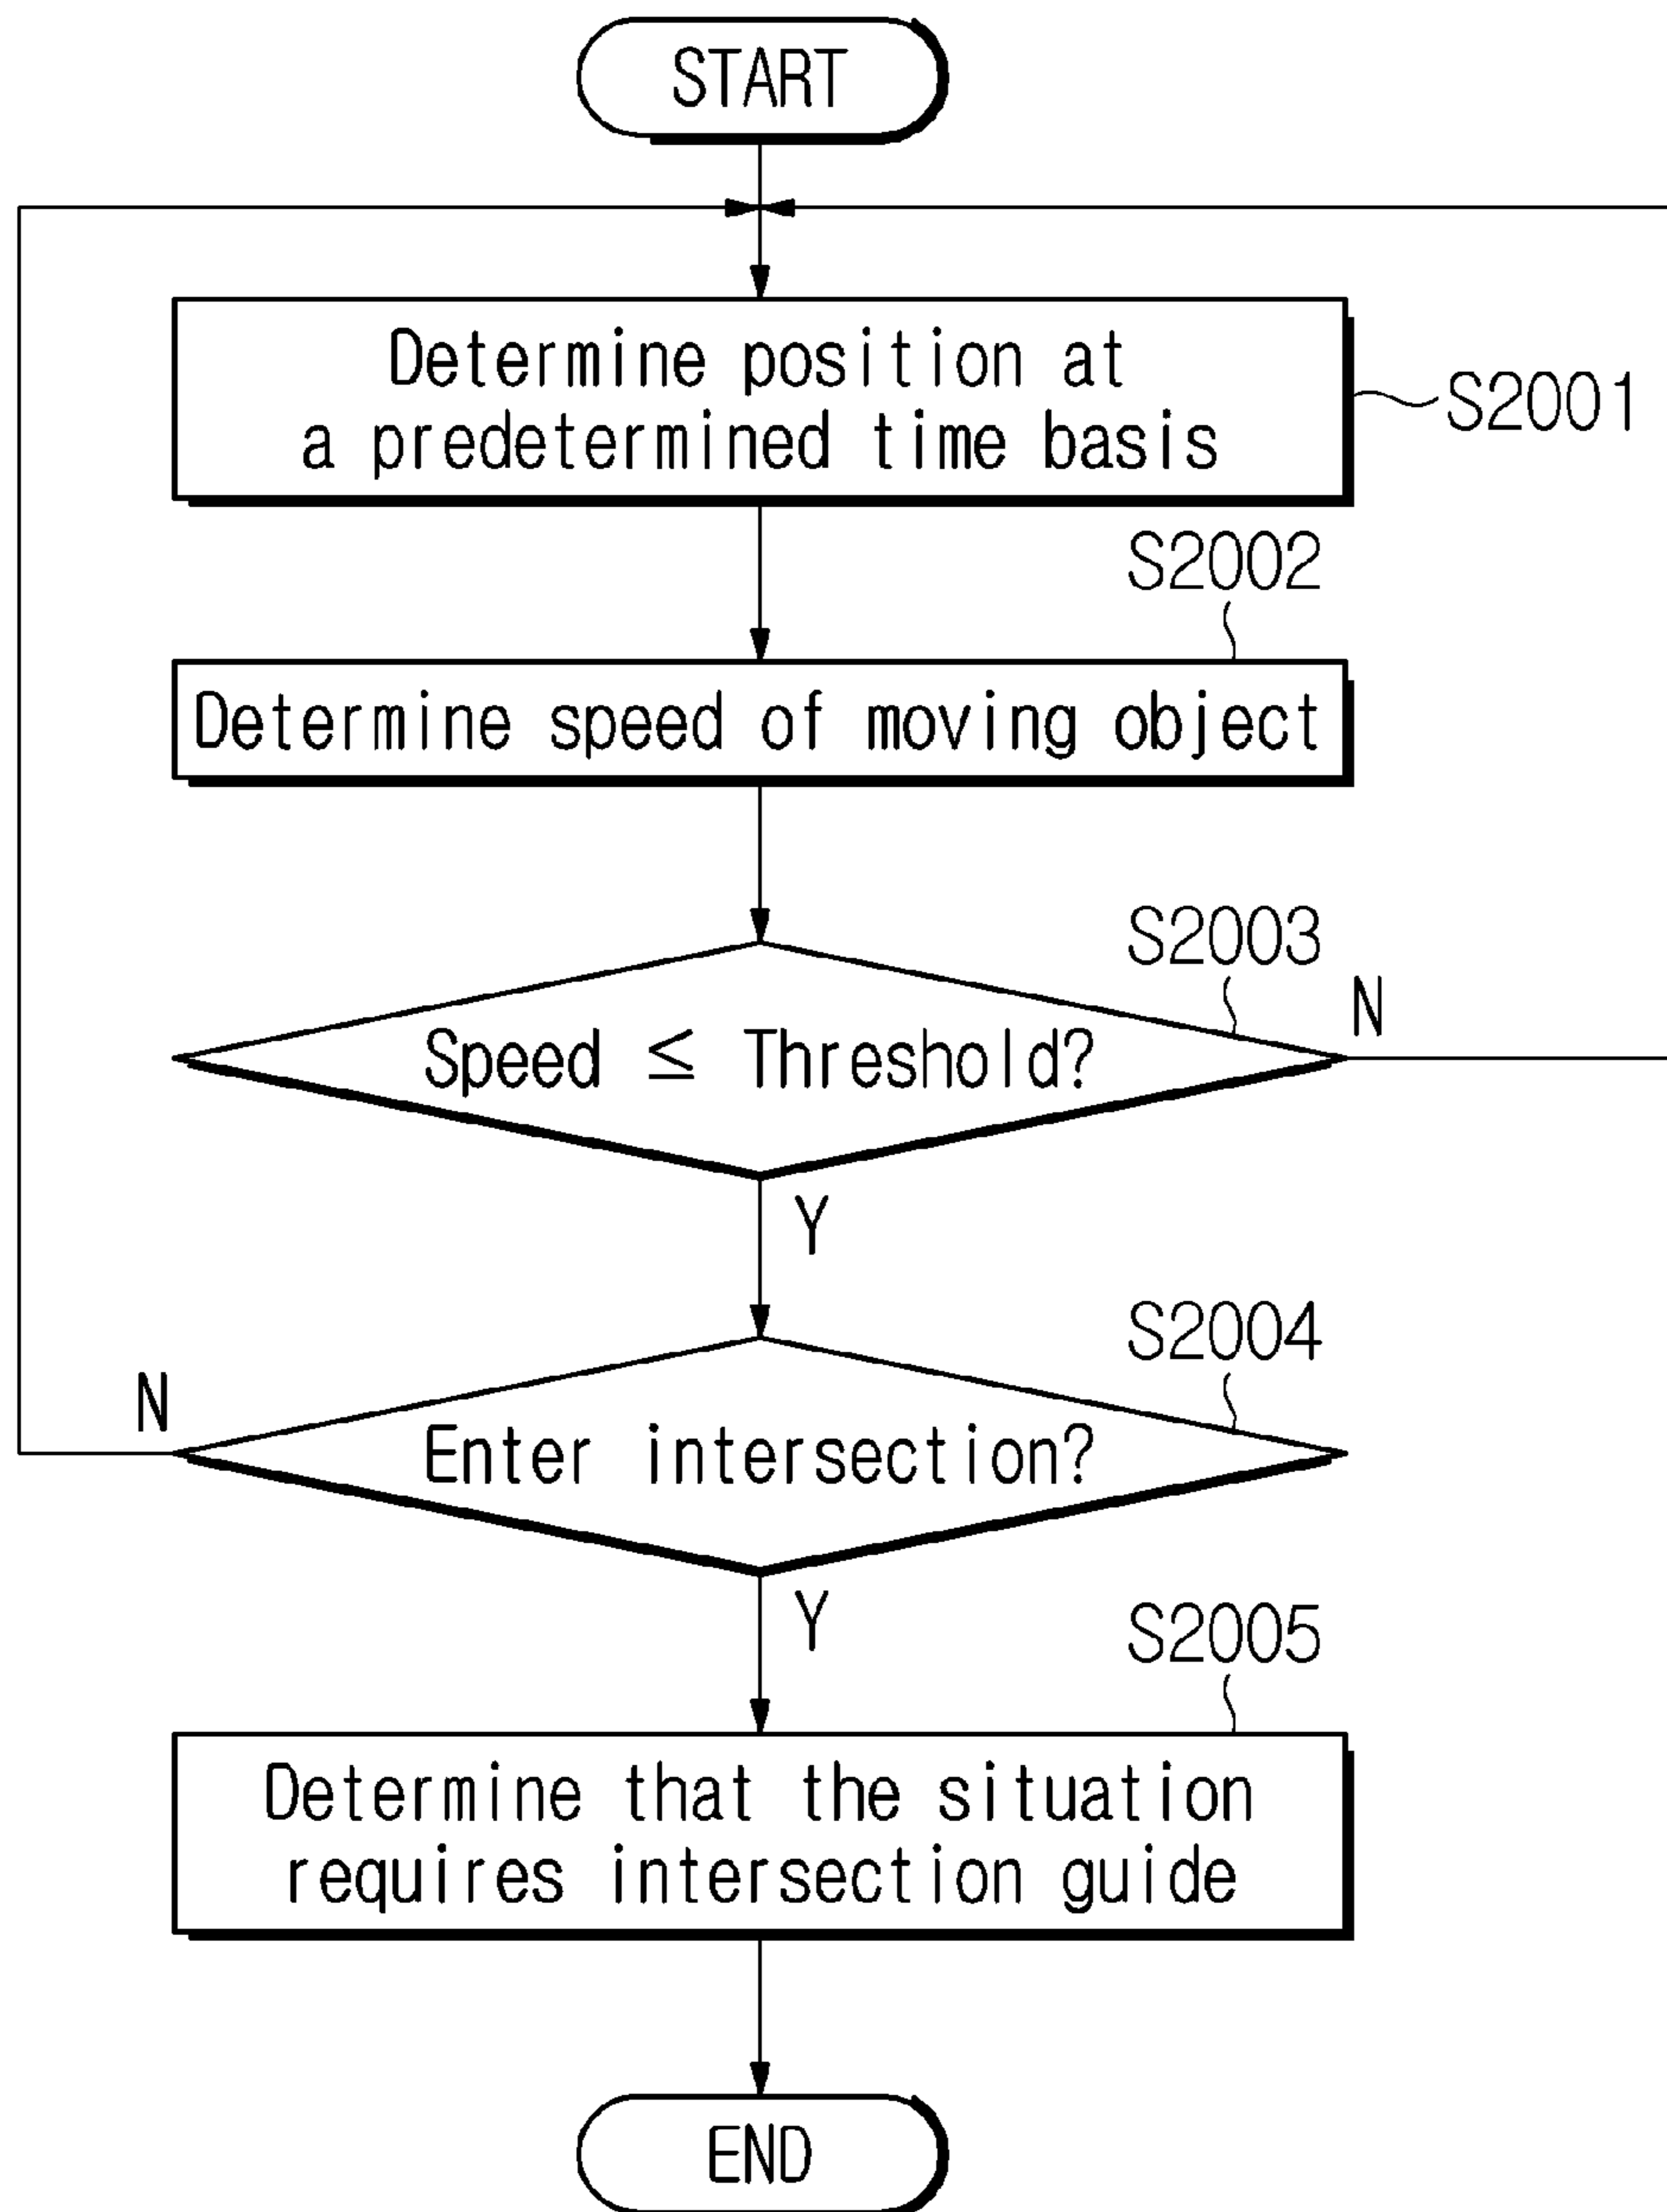 START
Determine position at
a predetermined time basis
S2001
S2002
Determine speed of moving object
S2003
Speed ≤ Threshold?
N
Y
S2004
N
Enter intersection?
Y
S2005
Determine that the situation
requires intersection guide
END